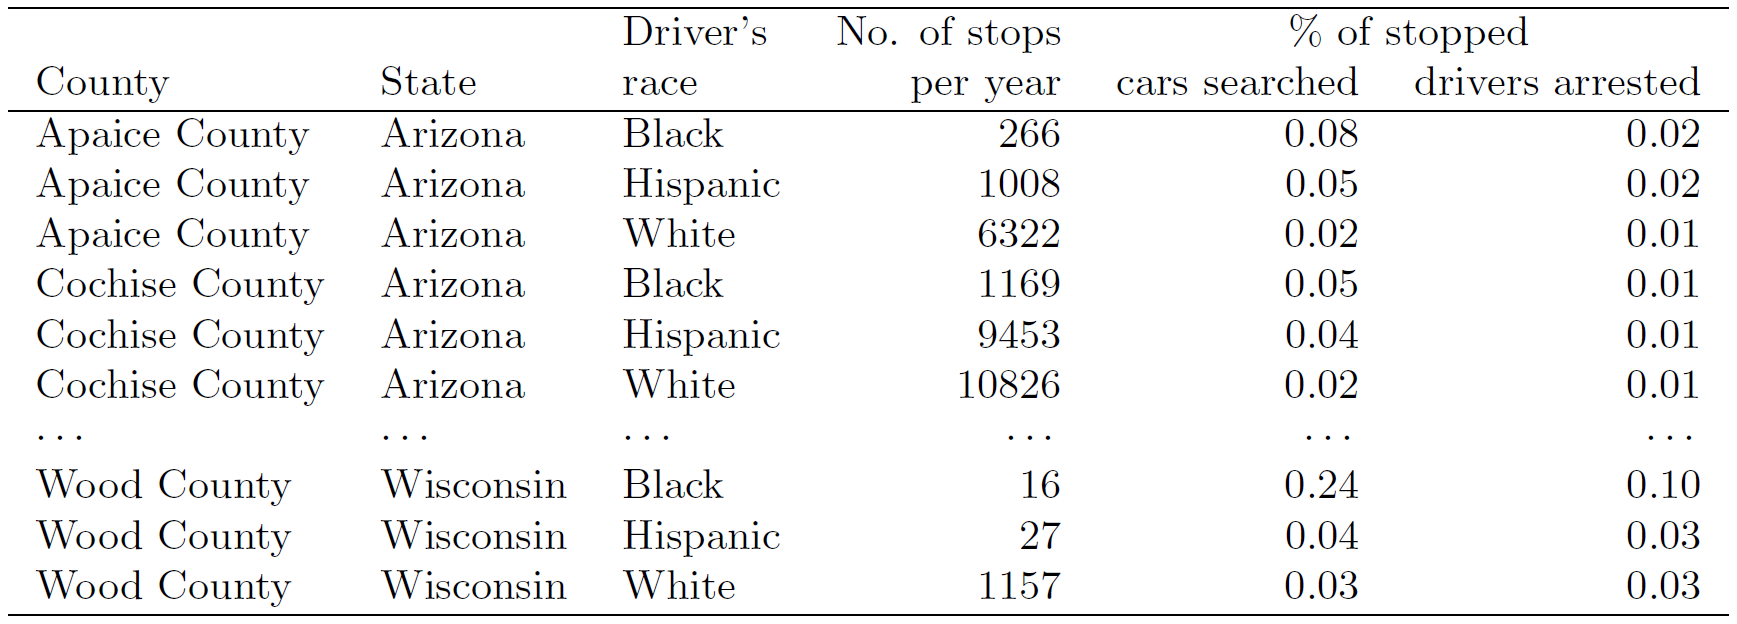 Driver's No. of stops % of stopped
County State race per year cars searched drivers arrested
Apaice County Arizona Black 266 0.08 0.02
Apaice County Arizona Hispanic 1008 0.05 0.02
Apaice County Arizona White 6322 0.02 0.01
Cochise County Arizona Black 1169 0.05 0.01
Cochise County Arizona Hispanic 9453 0.04 0.01
Cochise County Arizona White 10826 0.02 0.01
... ... ... ... ... ...
Wood County Wisconsin Black 16 0.24 0.10
Wood County Wisconsin Hispanic 27 0.04 0.03
Wood County Wisconsin White 1157 0.03 0.03